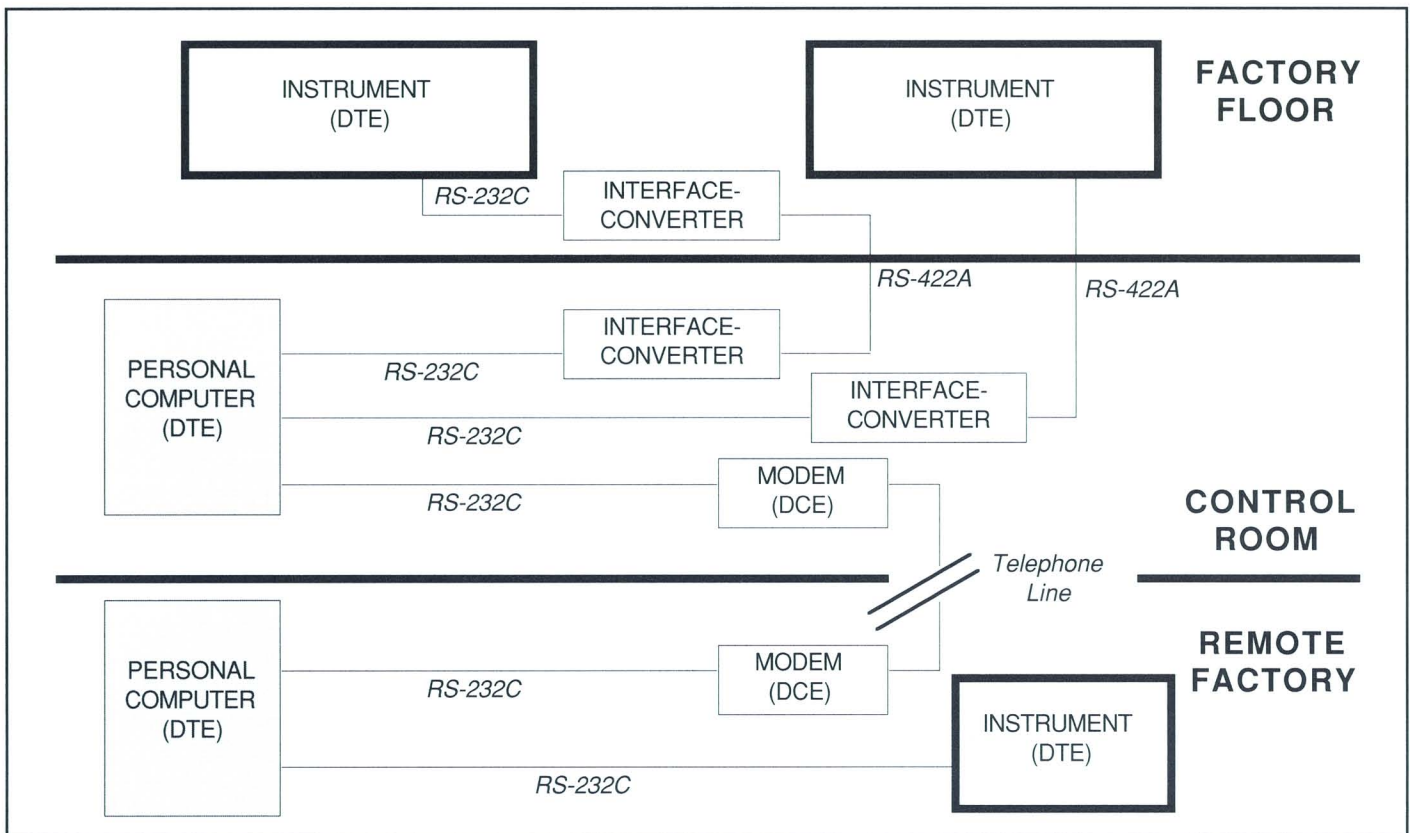 INSTRUMENT
(DTE)
INSTRUMENT
(DTE)
FACTORY
FLOOR
RS-232C
INTERFACE-
CONVERTER
RS-422A
RS-422A
PERSONAL
COMPUTER
(DTE)
RS-232C
INTERFACE-
CONVERTER
RS-232C
INTERFACE-
CONVERTER
RS-232C
MODEM
(DCE)
CONTROL
ROOM
Telephone
Line
PERSONAL
COMPUTER
(DTE)
RS-232C
MODEM
(DCE)
REMOTE
FACTORY
RS-232C
INSTRUMENT
(DTE)